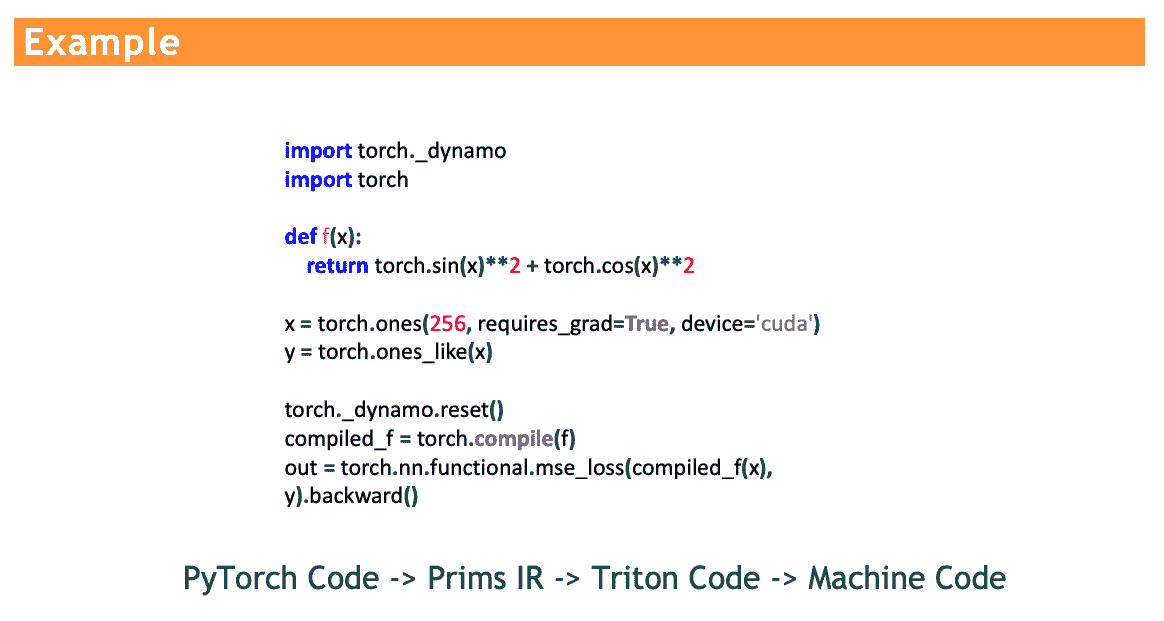 Example
import torch._dynamo
import torch
def f(x):
return torch.sin(x)**2 + torch.cos(x)**2
x = torch.ones(256, requires_grad=True, device='cuda')
y = torch.ones_like(x)
torch._dynamo.reset()
compiled_f = torch.compile(f)
out = torch.nn.functional.mse_loss(compiled_f(x),
y).backward()
PyTorch Code -> Prims IR -> Triton Code -> Machine Code